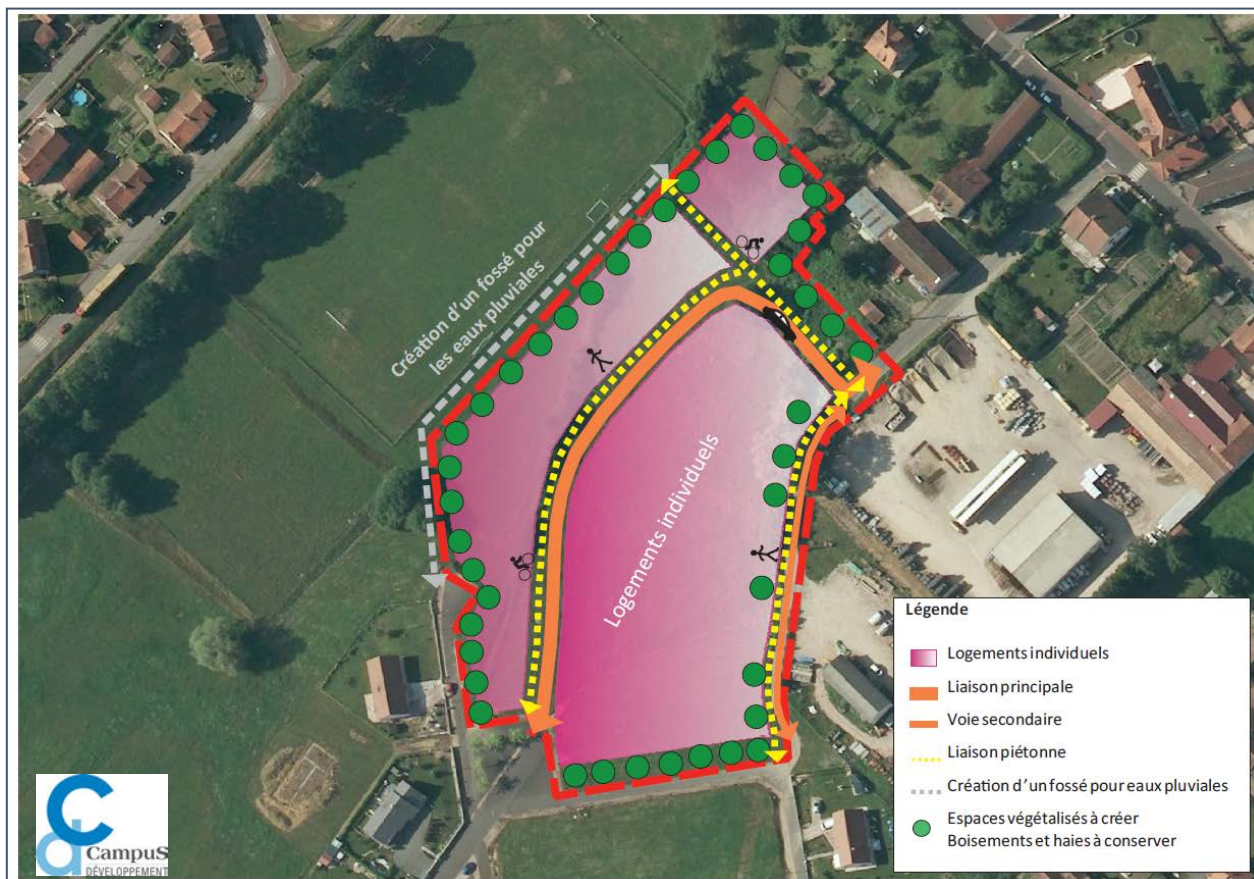 Création d'un fossé pour
les eaux pluviales
Logements individuels
Légende
Logements individuels
Liaison principale
Voie secondaire
Liaison piétonne
Création d'un fossé pour eaux pluviales
Espaces végétalisés à créer
Boisements et haies à conserver
CampuS
DÉVELOPPEMENT